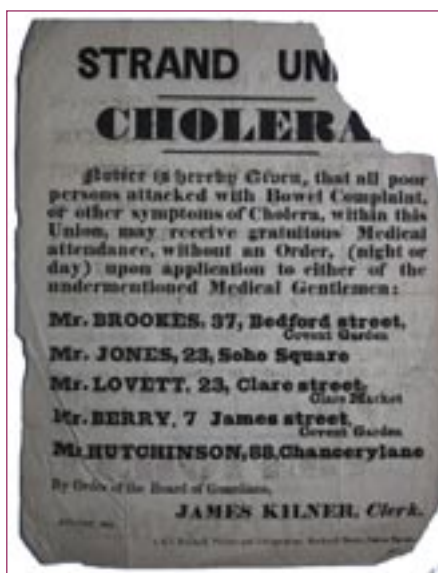 STRAND UN
CHOLERA
Notice is hereby Given, that all poor
persons attacked with Bowel Complaint,
or other symptoms of Cholera, within this
Union, may receive gratuitous Medical
attendance, without an Order, (night or
day) upon application to either of the
undermentioned Medical Gentlemen:
Mr. BROOKES, 37, Bedford street,
Covent Garden
Mr. JONES, 23, Soho Square
Mr. LOVETT, 23, Clare street,
Clare Market
Mr. BERRY, 7 James street,
Covent Garden
Mr. HUTCHINSON, 88, Chancery lane
By Order of the Board of Guardians,
JAMES KILNER, Clerk.